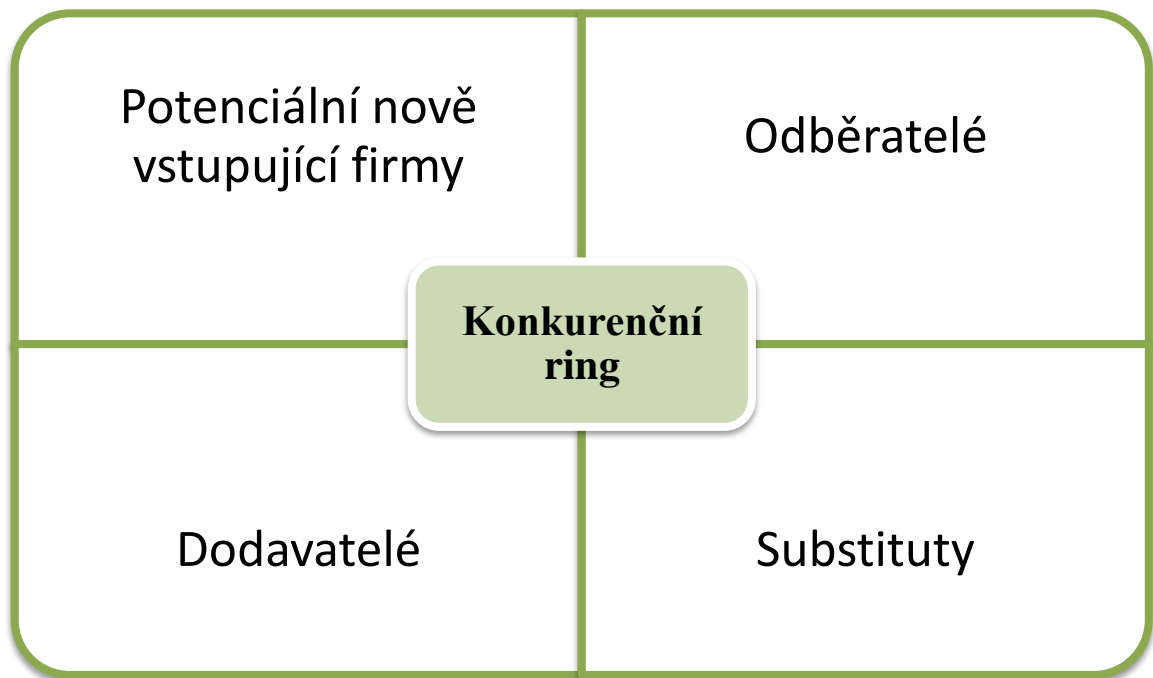 Potenciální nově
vstupující firmy
Odběratelé
Konkurenční
ring
Dodavatelé
Substituty